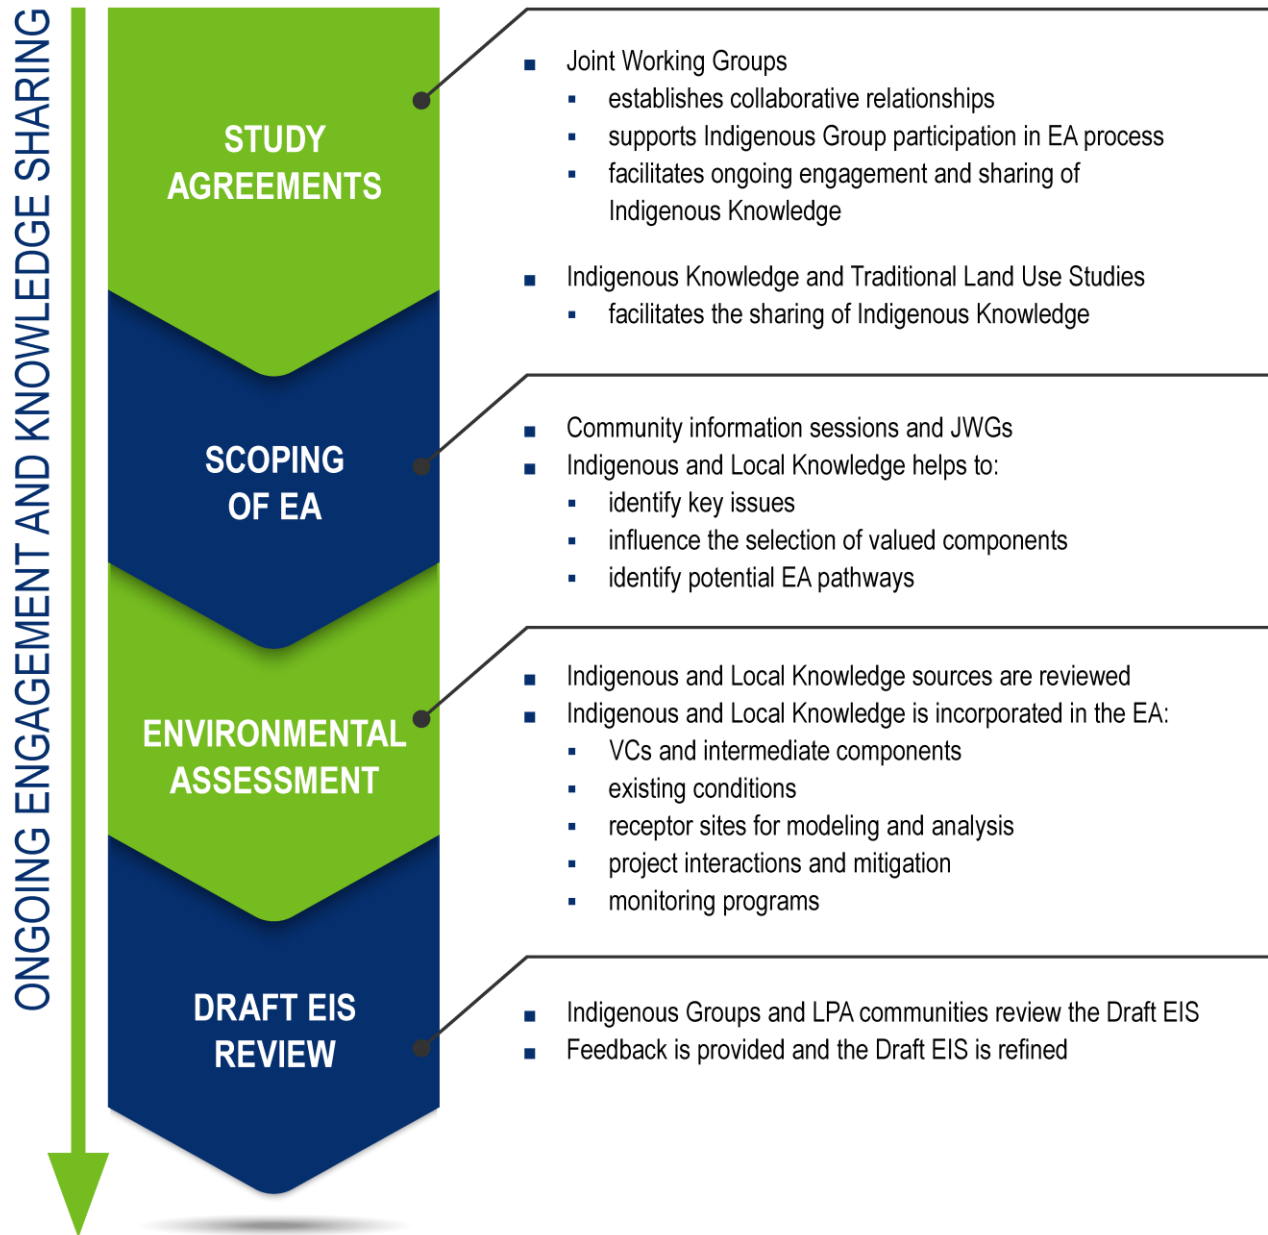 ONGOING ENGAGEMENT AND KNOWLEDGE SHARING
STUDY
AGREEMENTS
■ Joint Working Groups
▪ establishes collaborative relationships
▪ supports Indigenous Group participation in EA process
▪ facilitates ongoing engagement and sharing of
Indigenous Knowledge
■ Indigenous Knowledge and Traditional Land Use Studies
▪ facilitates the sharing of Indigenous Knowledge
SCOPING
OF EA
■ Community information sessions and JWGs
■ Indigenous and Local Knowledge helps to:
▪ identify key issues
▪ influence the selection of valued components
▪ identify potential EA pathways
ENVIRONMENTAL
ASSESSMENT
■ Indigenous and Local Knowledge sources are reviewed
■ Indigenous and Local Knowledge is incorporated in the EA:
▪ VCs and intermediate components
▪ existing conditions
▪ receptor sites for modeling and analysis
▪ project interactions and mitigation
▪ monitoring programs
DRAFT EIS
REVIEW
■ Indigenous Groups and LPA communities review the Draft EIS
■ Feedback is provided and the Draft EIS is refined